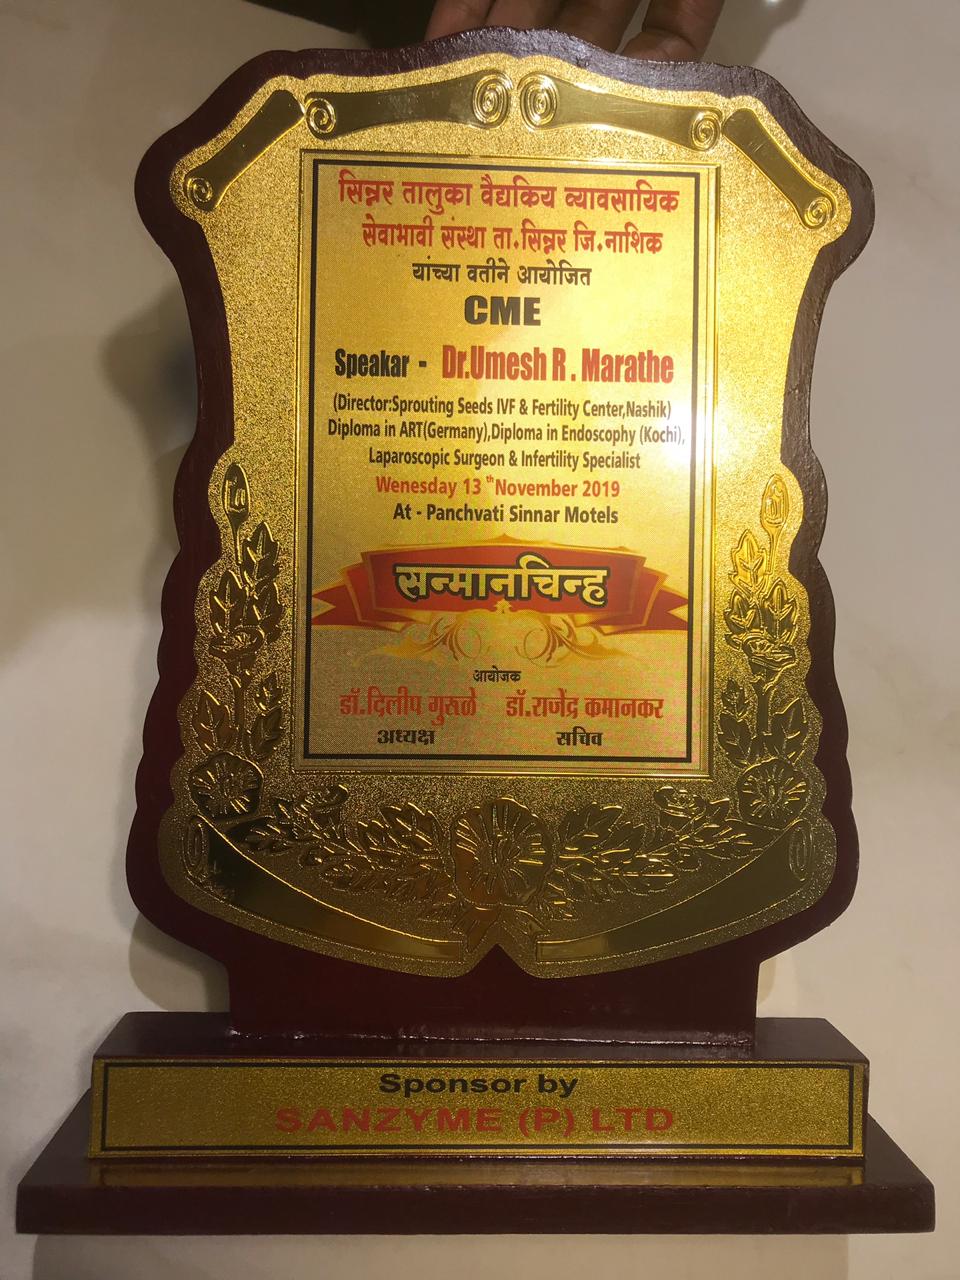 सिन्नर तालुका वैद्यकिय व्यावसायिक
सेवाभावी संस्था ता.सिन्नर जि.नाशिक
यांच्या वतीने आयोजित
CME
Speakar - Dr.Umesh R . Marathe
(Director:Sprouting Seeds IVF & Fertility Center,Nashik)
Diploma in ART(Germany),Diploma in Endoscophy (Kochi),
Laparoscopic Surgeon & Infertility Specialist
Wenesday 13 th November 2019
At - Panchvati Sinnar Motels
सन्मानचिन्ह
आयोजक
डॉ.दिलीप गुरूळे डॉ.राजेंद्र कमानकर
अध्यक्ष सचिव
Sponsor by
SANZYME (P) LTD